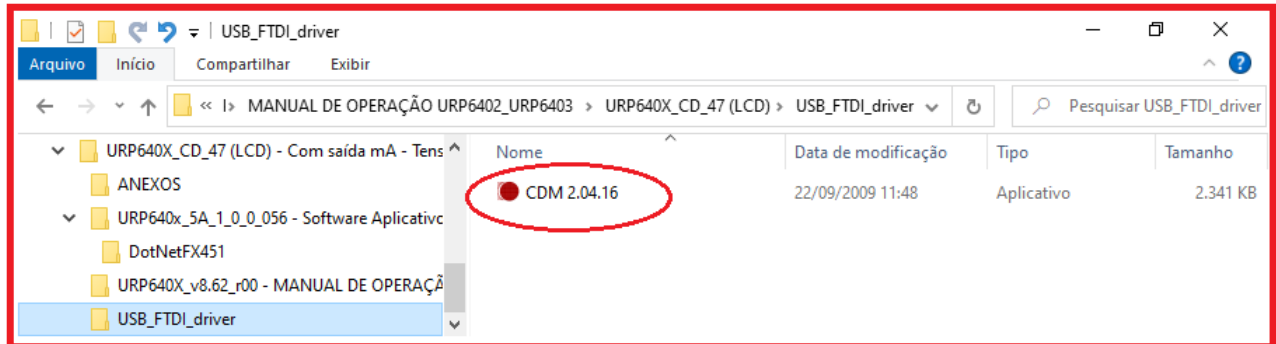 USB_FTDI_driver
Arquivo Início Compartilhar Exibir
« I> MANUAL DE OPERAÇÃO URP6402_URP6403 > URP640X_CD_47 (LCD) > USB_FTDI_driver Pesquisar USB_FTDI_driver
URP640X_CD_47 (LCD) - Com saída mA - Tens
ANEXOS
URP640x_5A_1_0_0_056 - Software Aplicativo
DotNetFX451
URP640X_v8.62_r00 - MANUAL DE OPERAÇÃ
USB_FTDI_driver
Nome Data de modificação Tipo Tamanho
CDM 2.04.16 22/09/2009 11:48 Aplicativo 2.341 KB